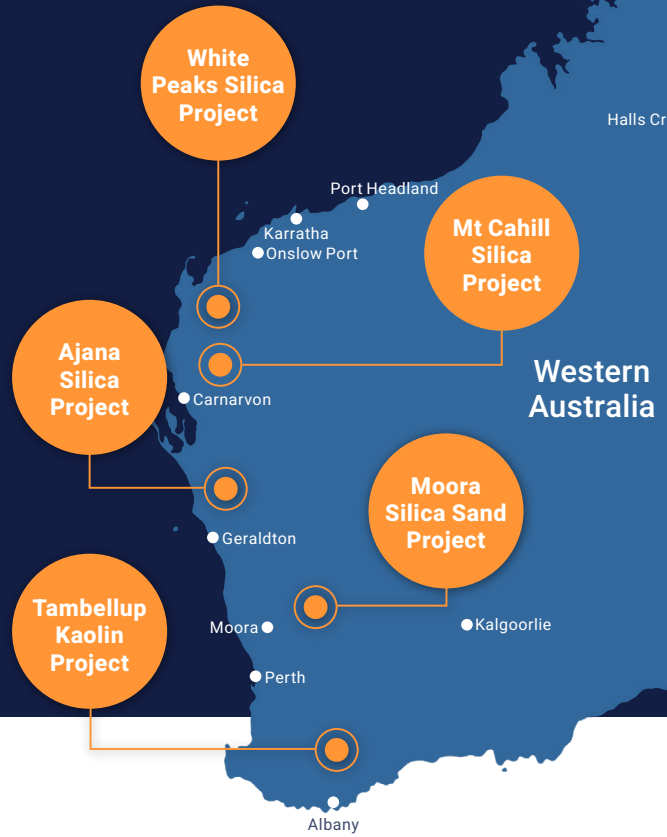 White
Peaks Silica
Project
Halls Cr
Port Headland
Karratha
Onslow Port
Mt Cahill
Silica
Project
Ajana
Silica
Project
Western
Australia
Carnarvon
Moora
Silica Sand
Project
Geraldton
Tambellup
Kaolin
Project
Moora
Kalgoorlie
Perth
Albany